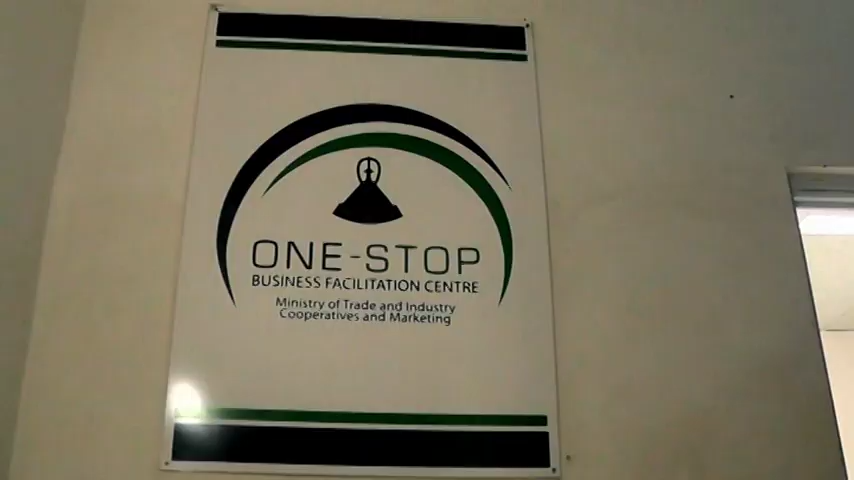 ONE-STOP
BUSINESS FACILITATION CENTRE
Ministry of Trade and Industry
Cooperatives and Marketing